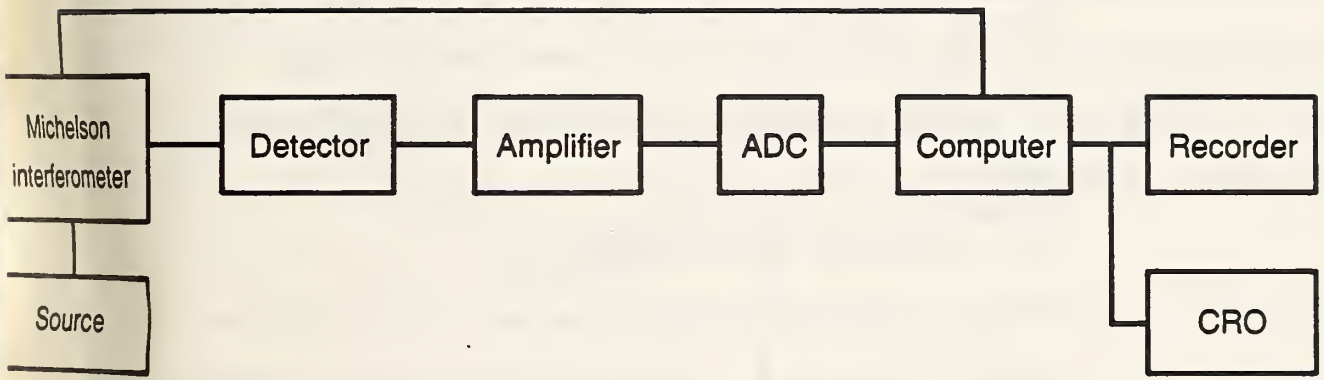 Michelson
interferometer
Detector
Amplifier
ADC
Computer
Recorder
Source
CRO